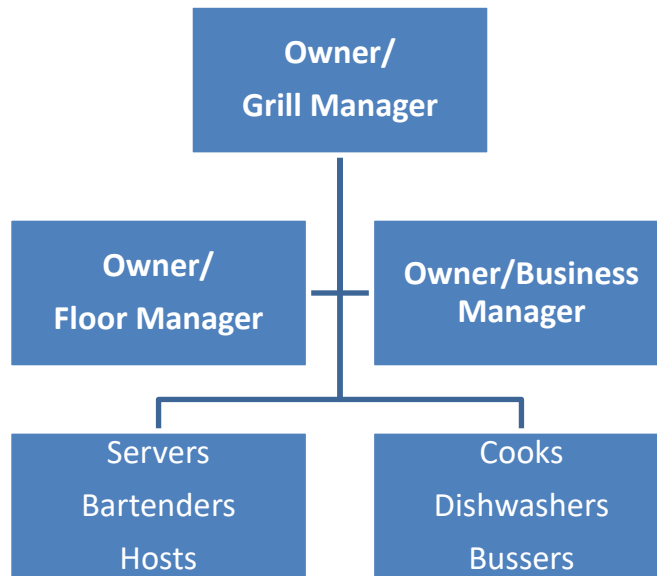 Owner/
Grill Manager
Owner/
Floor Manager
Owner/Business
Manager
Servers
Bartenders
Hosts
Cooks
Dishwashers
Bussers